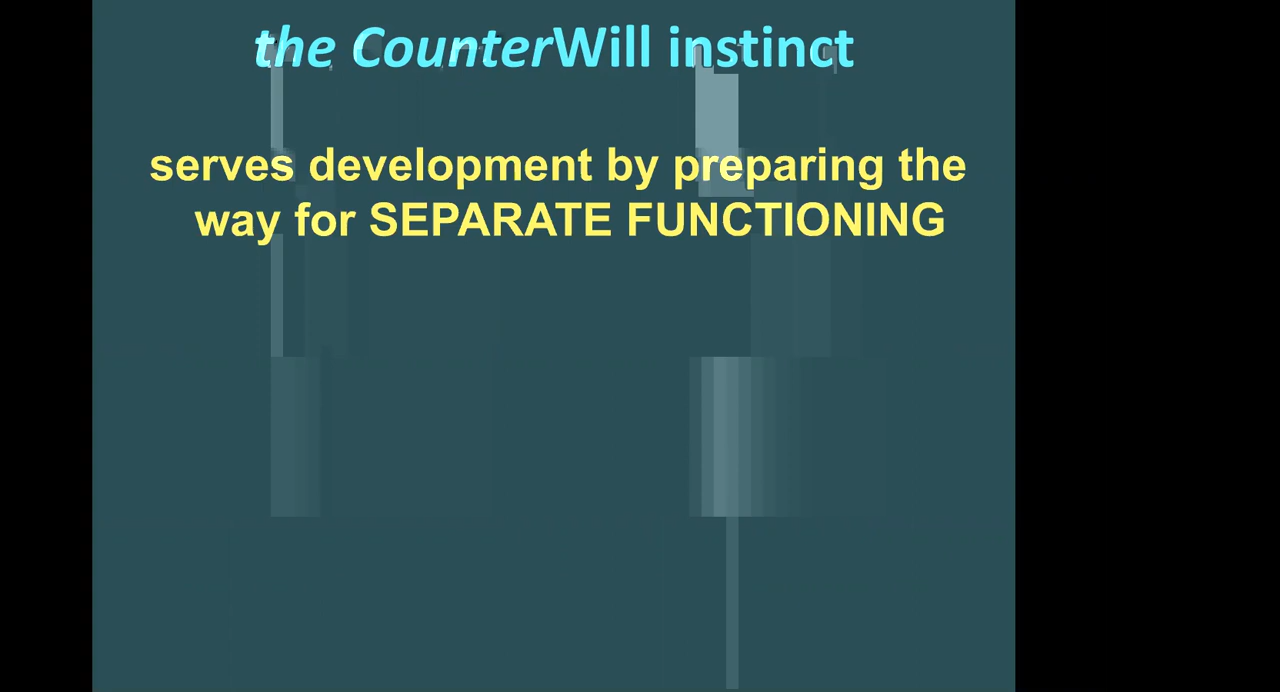 the CounterWill instinct
serves development by preparing the
way for SEPARATE FUNCTIONING